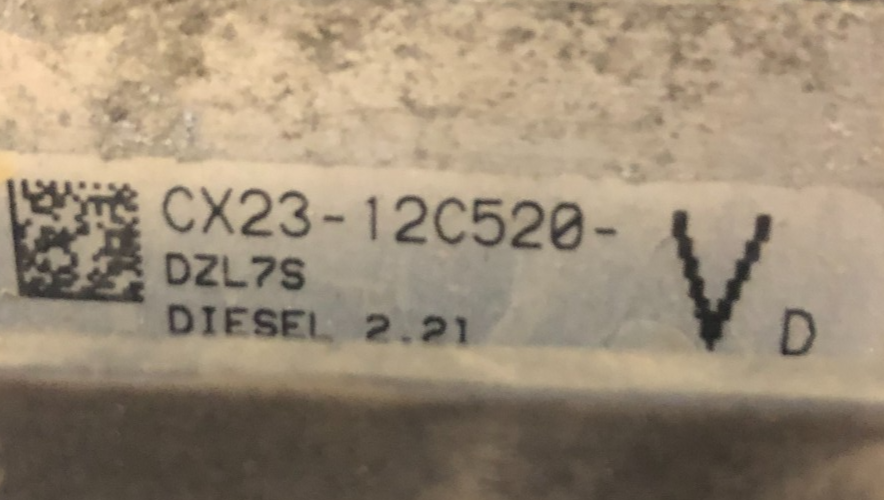 CX23-12C520- V D
DZL7S
DIESEL 2.2l